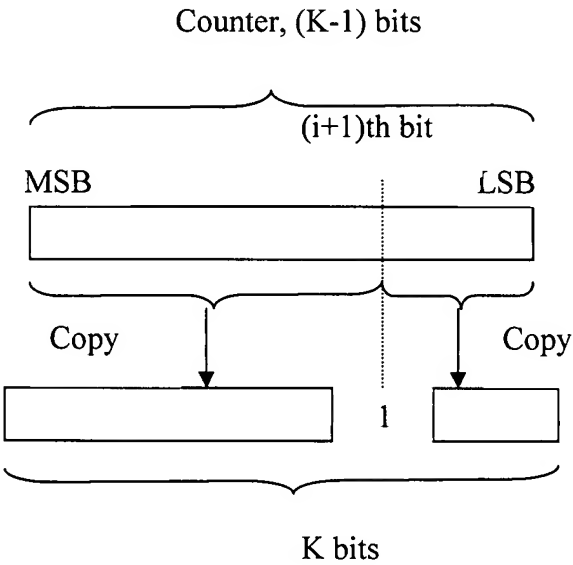 Counter, (K-1) bits
(i+1)th bit
MSB LSB
Copy Copy
1
K bits